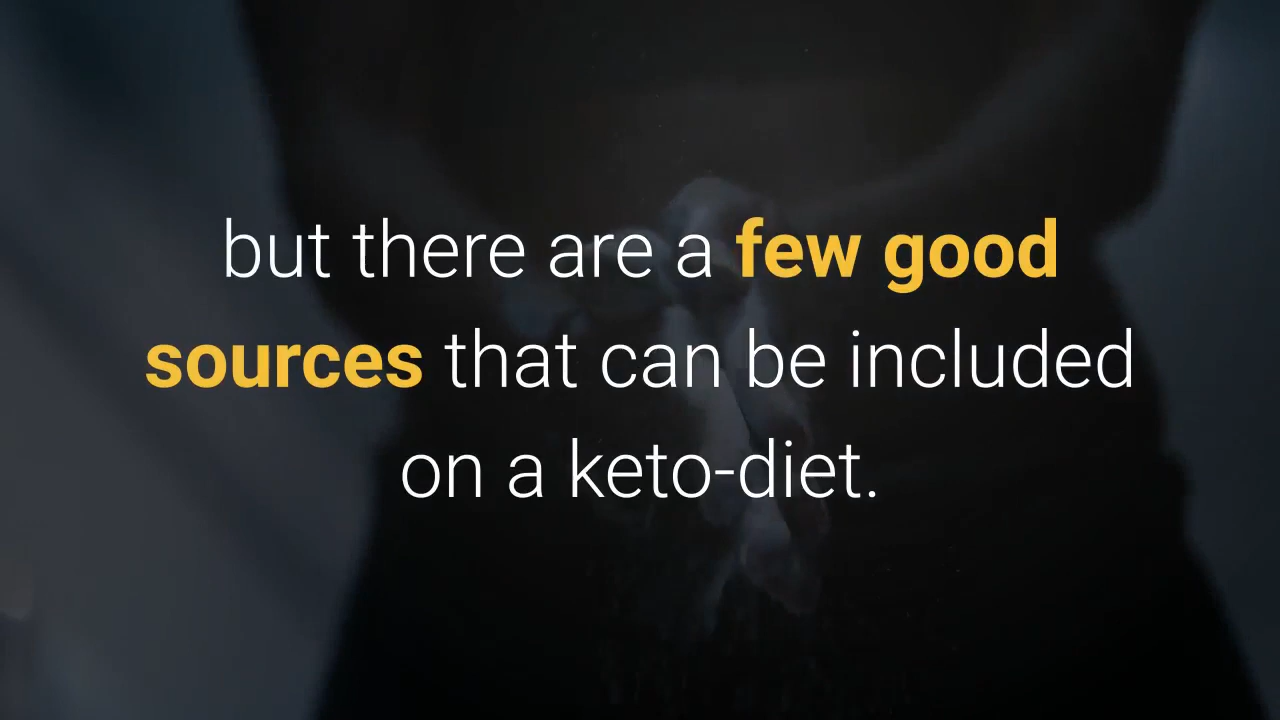 but there are a few good
sources that can be included
on a keto-diet.